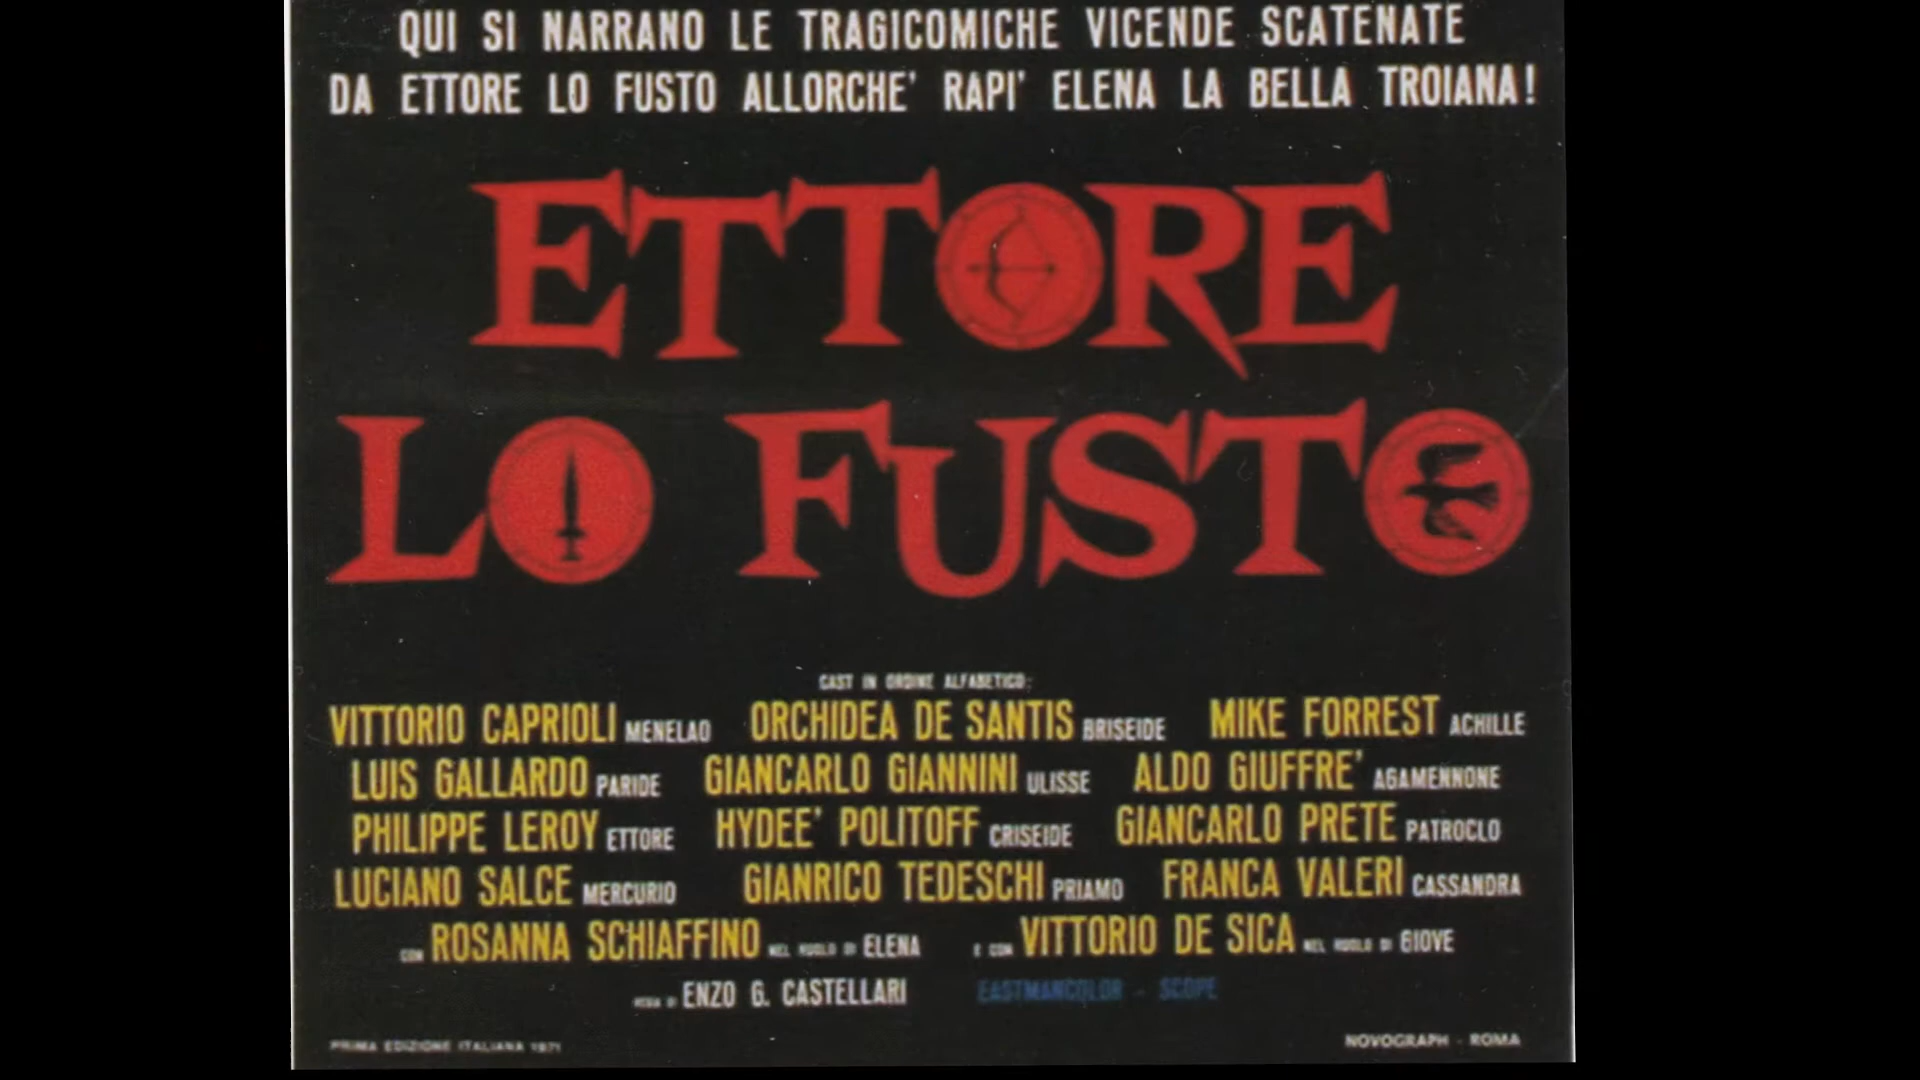 QUI SI NARRANO LE TRAGICOMICHE VICENDE SCATENATE
DA ETTORE LO FUSTO ALLORCHE' RAPI' ELENA LA BELLA TROIANA!
ETTORE
LO FUSTO
CAST IN ORDINE ALFABETICO:
VITTORIO CAPRIOLI MENELAO ORCHIDEA DE SANTIS BRISEIDE MIKE FORREST ACHILLE
LUIS GALLARDO PARIDE GIANCARLO GIANNINI ULISSE ALDO GIUFFRE' AGAMENNONE
PHILIPPE LEROY ETTORE HYDEE' POLITOFF CRISEIDE GIANCARLO PRETE PATROCLO
LUCIANO SALCE MERCURIO GIANRICO TEDESCHI PRIAMO FRANCA VALERI CASSANDRA
CON ROSANNA SCHIAFFINO NEL RUOLO DI ELENA E CON VITTORIO DE SICA NEL RUOLO DI GIOVE
REGIA DI ENZO G. CASTELLARI EASTMANCOLOR - SCOPE
PRIMA EDIZIONE ITALIANA 1971 NOVOGRAPH - ROMA